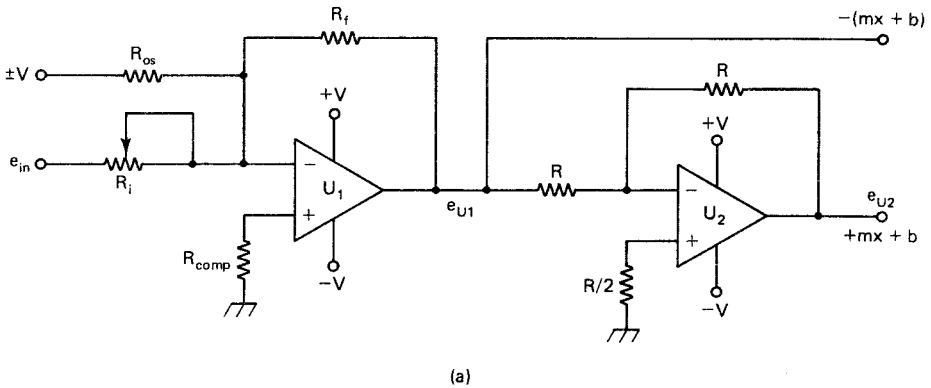 R_f
−(mx + b)
R_os
±V
R
+V
+V
e_in
R_i
−
U_1
+
e_U1
R
−
U_2
+
e_U2
+mx + b
R_comp
−V
R/2
−V
(a)